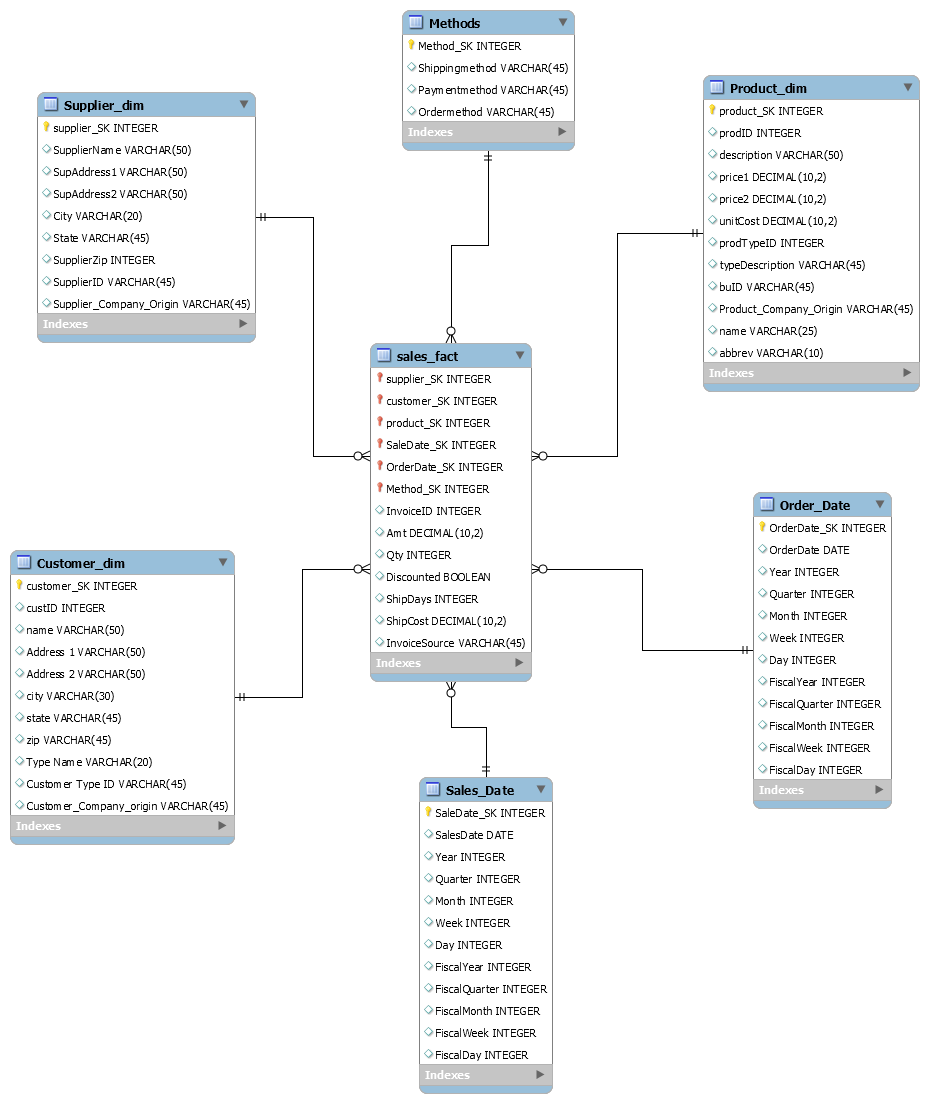 Methods
Method_SK INTEGER
Shippingmethod VARCHAR(45)
Paymentmethod VARCHAR(45)
Ordermethod VARCHAR(45)
Indexes
Supplier_dim
supplier_SK INTEGER
SupplierName VARCHAR(50)
SupAddress1 VARCHAR(50)
SupAddress2 VARCHAR(50)
City VARCHAR(20)
State VARCHAR(45)
SupplierZip INTEGER
SupplierID VARCHAR(45)
Supplier_Company_Origin VARCHAR(45)
Indexes
Product_dim
product_SK INTEGER
prodID INTEGER
description VARCHAR(50)
price1 DECIMAL(10,2)
price2 DECIMAL(10,2)
unitCost DECIMAL(10,2)
prodTypeID INTEGER
typeDescription VARCHAR(45)
buID VARCHAR(45)
Product_Company_Origin VARCHAR(45)
name VARCHAR(25)
abbrev VARCHAR(10)
Indexes
sales_fact
supplier_SK INTEGER
customer_SK INTEGER
product_SK INTEGER
SaleDate_SK INTEGER
OrderDate_SK INTEGER
Method_SK INTEGER
InvoiceID INTEGER
Amt DECIMAL(10,2)
Qty INTEGER
Discounted BOOLEAN
ShipDays INTEGER
ShipCost DECIMAL(10,2)
InvoiceSource VARCHAR(45)
Indexes
Order_Date
OrderDate_SK INTEGER
OrderDate DATE
Year INTEGER
Quarter INTEGER
Month INTEGER
Week INTEGER
Day INTEGER
FiscalYear INTEGER
FiscalQuarter INTEGER
FiscalMonth INTEGER
FiscalWeek INTEGER
FiscalDay INTEGER
Indexes
Customer_dim
customer_SK INTEGER
custID INTEGER
name VARCHAR(50)
Address 1 VARCHAR(50)
Address 2 VARCHAR(50)
city VARCHAR(30)
state VARCHAR(45)
zip VARCHAR(45)
Type Name VARCHAR(20)
Customer Type ID VARCHAR(45)
Customer_Company_origin VARCHAR(45)
Indexes
Sales_Date
SaleDate_SK INTEGER
SalesDate DATE
Year INTEGER
Quarter INTEGER
Month INTEGER
Week INTEGER
Day INTEGER
FiscalYear INTEGER
FiscalQuarter INTEGER
FiscalMonth INTEGER
FiscalWeek INTEGER
FiscalDay INTEGER
Indexes